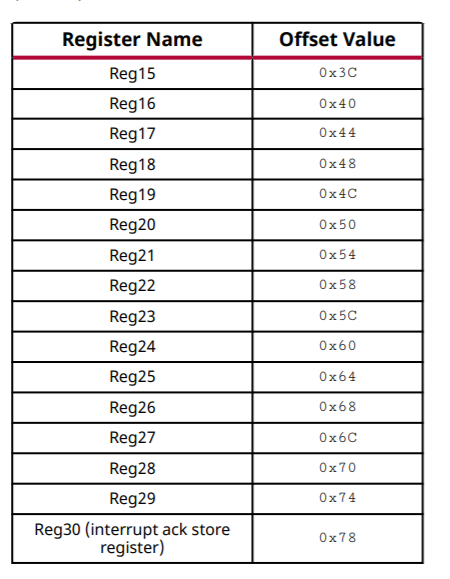 Register Name Offset Value
Reg15 0x3C
Reg16 0x40
Reg17 0x44
Reg18 0x48
Reg19 0x4C
Reg20 0x50
Reg21 0x54
Reg22 0x58
Reg23 0x5C
Reg24 0x60
Reg25 0x64
Reg26 0x68
Reg27 0x6C
Reg28 0x70
Reg29 0x74
Reg30 (interrupt ack store
register) 0x78